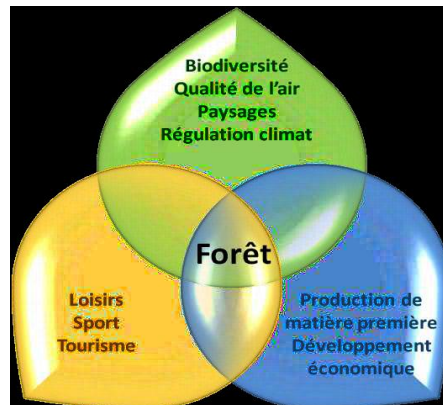 Biodiversité
Qualité de l'air
Paysages
Régulation climat
Forêt
Loisirs
Sport
Tourisme
Production de
matière première
Développement
économique